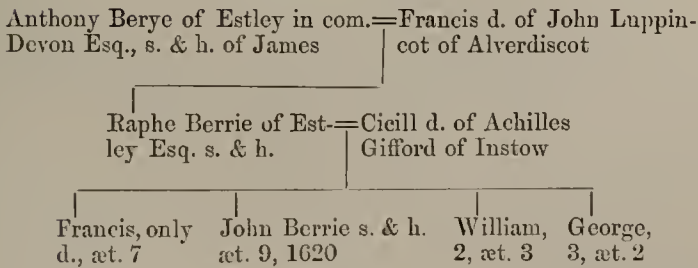 Anthony Berye of Estley in com.=Francis d. of John Luppin-
Devon Esq., s. & h. of James cot of Alverdiscot
Raphe Berrie of Est-=Cicill d. of Achilles
ley Esq. s. & h. Gifford of Instow
Francis, only John Berrie s. & h. William, George,
d., æt. 7 æt. 9, 1620 2, æt. 3 3, æt. 2